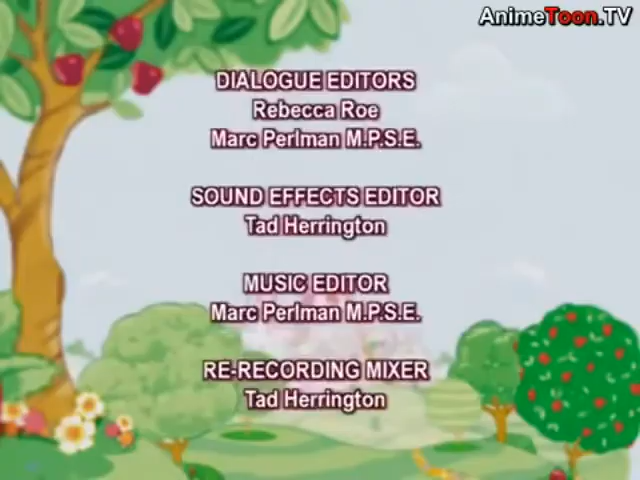 AnimeToon.TV
DIALOGUE EDITORS
Rebecca Roe
Marc Perlman M.P.S.E.
SOUND EFFECTS EDITOR
Tad Herrington
MUSIC EDITOR
Marc Perlman M.P.S.E.
RE-RECORDING MIXER
Tad Herrington